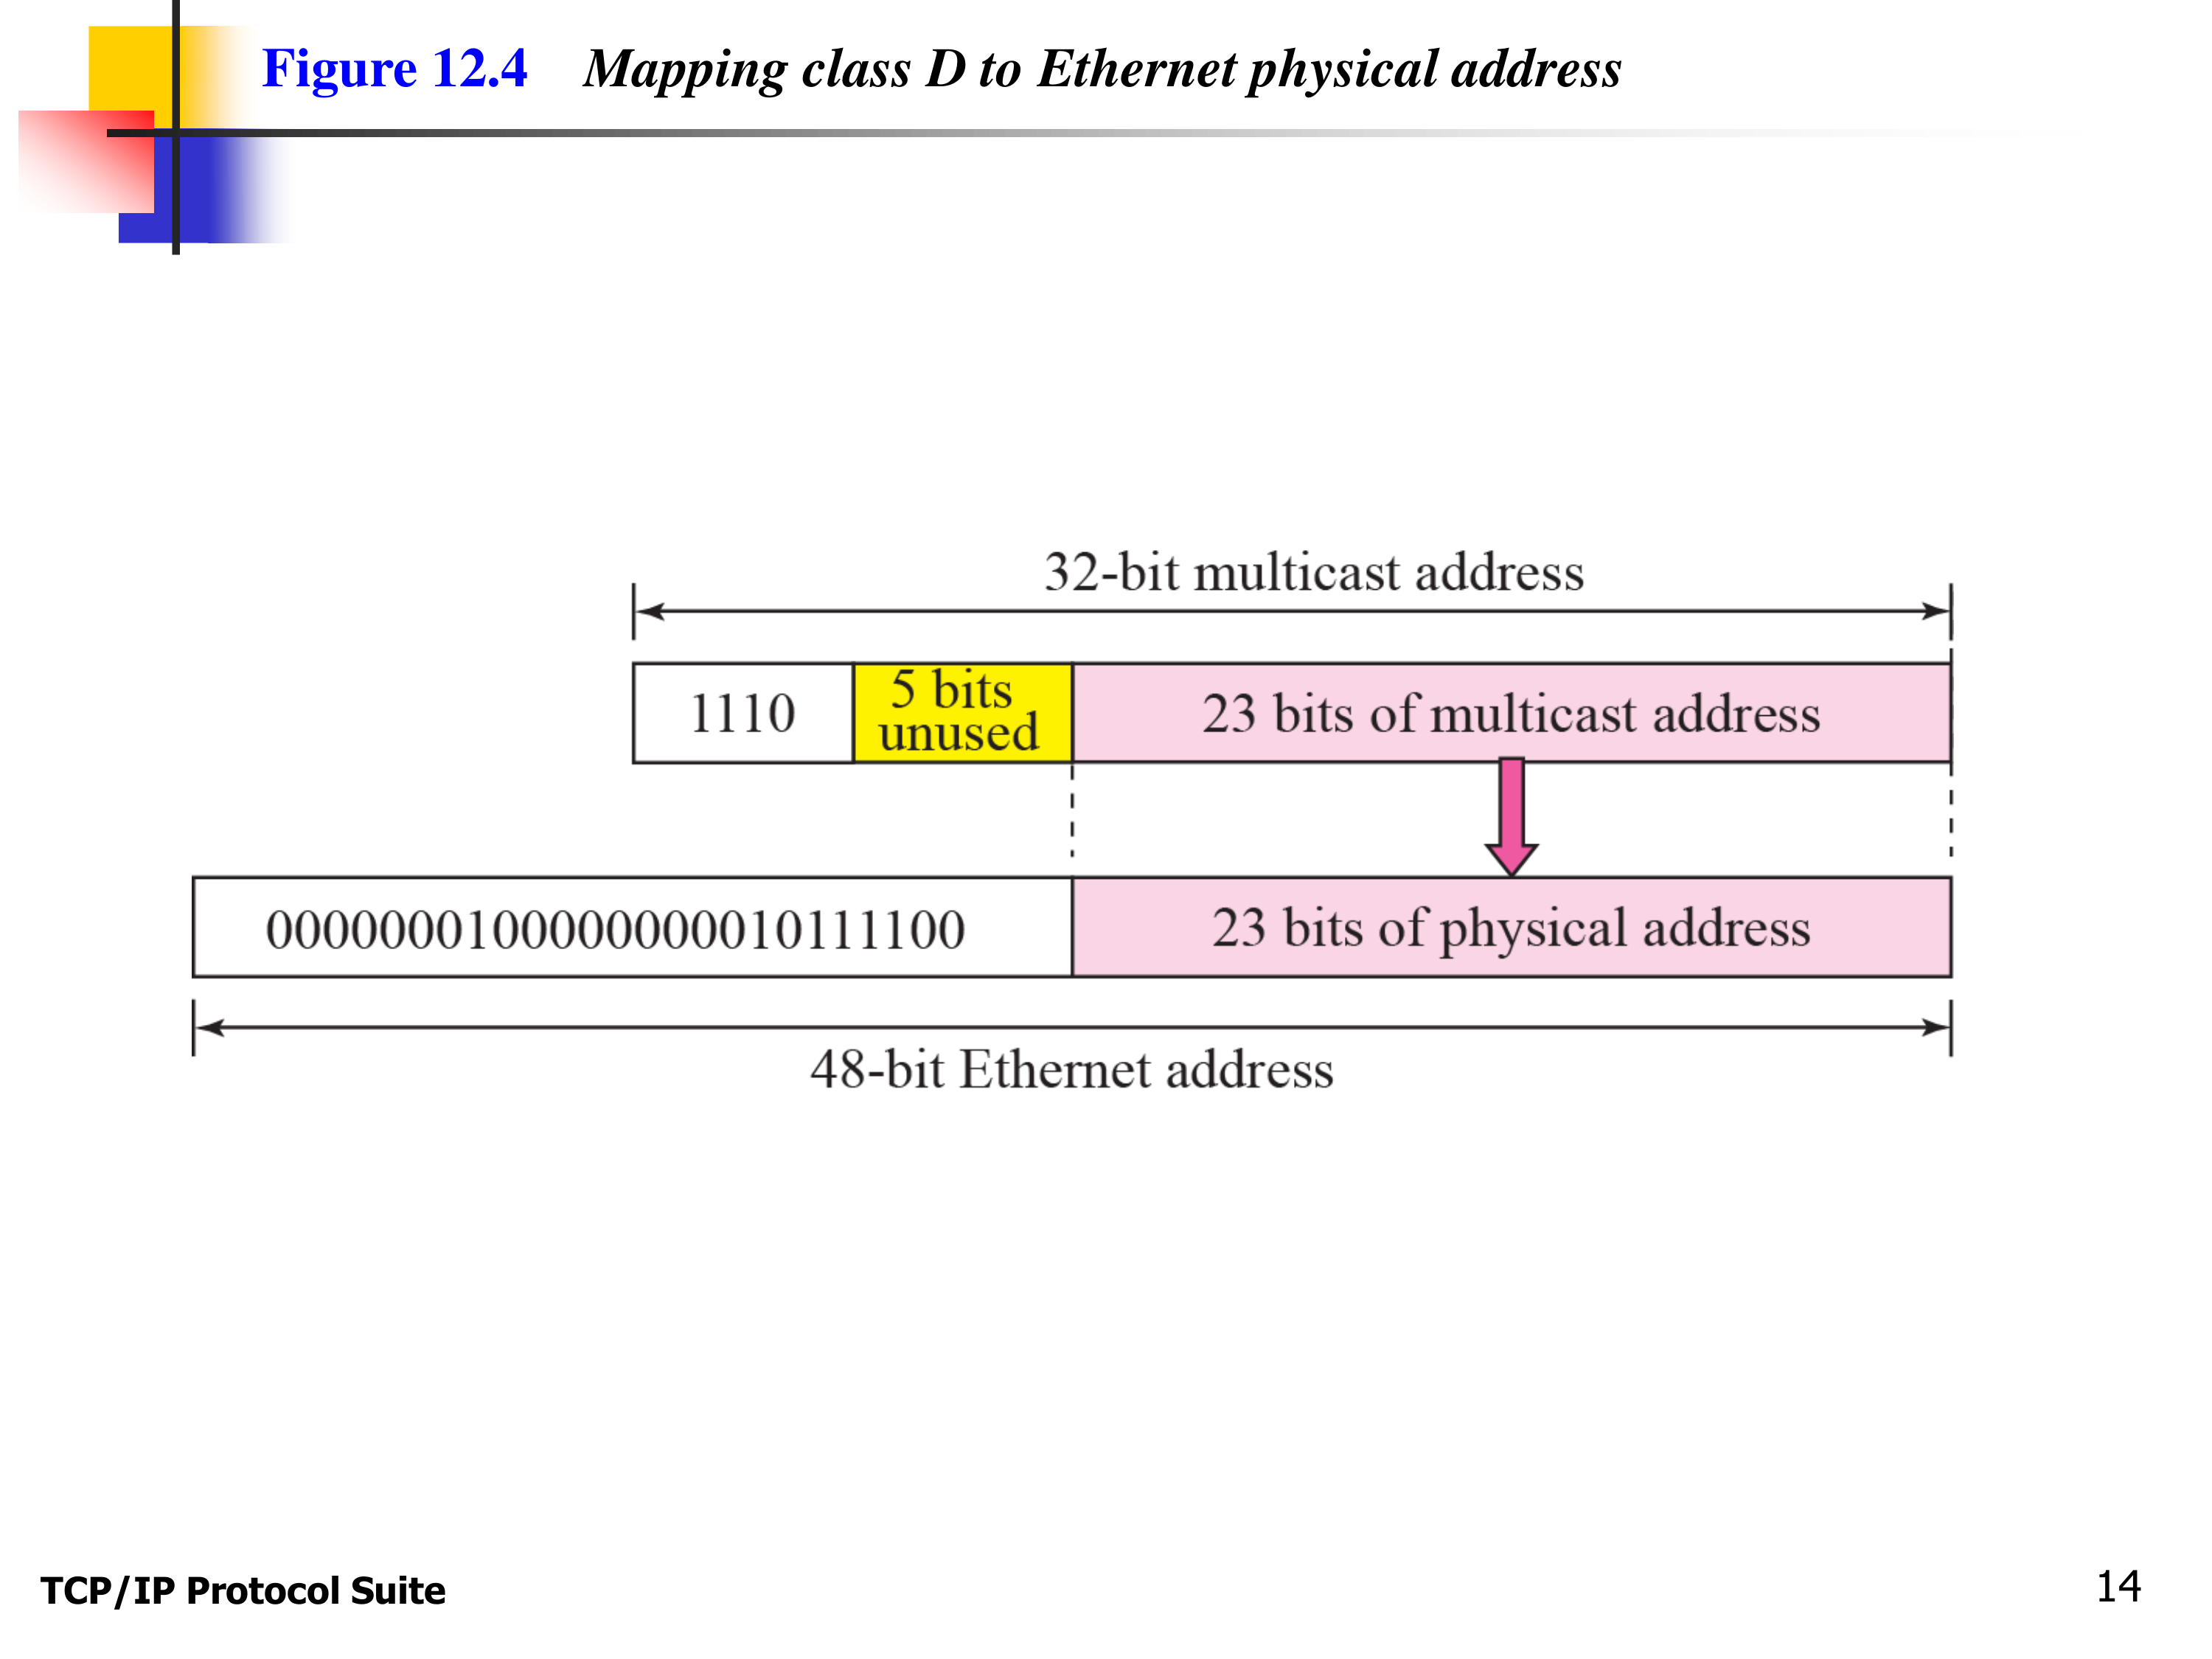 Figure 12.4 Mapping class D to Ethernet physical address
32-bit multicast address
1110
5 bits
unused
23 bits of multicast address
0000000100000000010111100
23 bits of physical address
48-bit Ethernet address
TCP/IP Protocol Suite
14